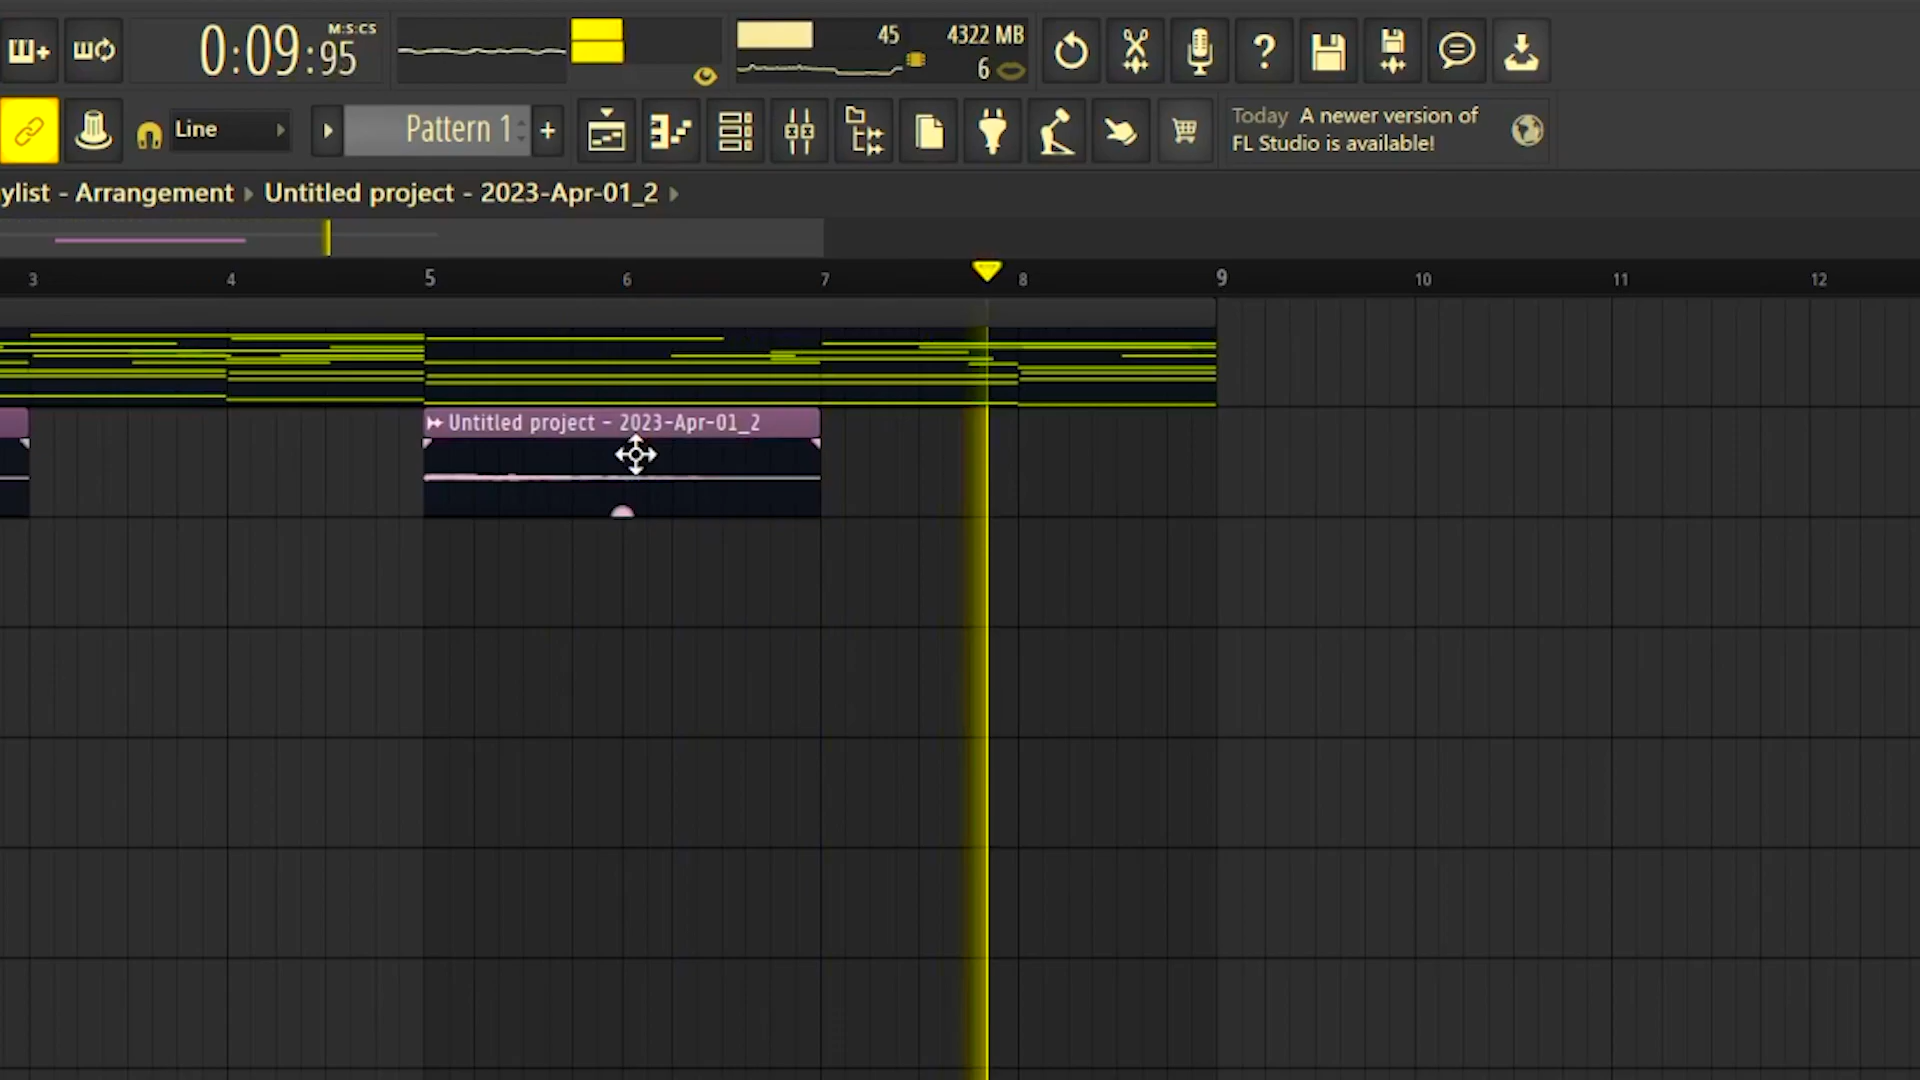 M:S:CS
0:09:95
45
4322 MB
6
Line
Pattern 1
+
Today A newer version of
FL Studio is available!
ylist - Arrangement Untitled project - 2023-Apr-01_2
3 4 5 6 7 8 9 10 11 12
Untitled project - 2023-Apr-01_2